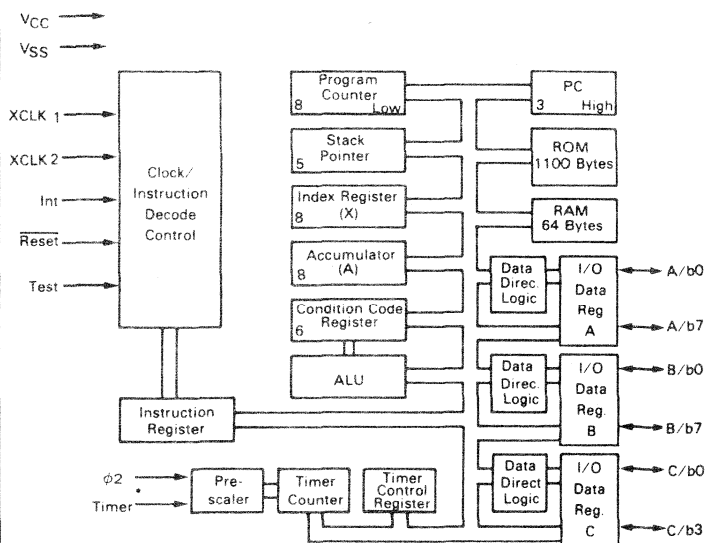 VCC
VSS
XCLK 1
XCLK 2
Int
Reset
Test
Clock/
Instruction
Decode
Control
Instruction
Register
φ2
Timer
*
Pre-
scaler
Timer
Counter
Timer
Control
Register
Program
Counter
8 Low
Stack
Pointer
5
Index Register
(X)
8
Accumulator
(A)
8
Condition Code
Register
6
ALU
PC
3 High
ROM
1100 Bytes
RAM
64 Bytes
Data
Direc.
Logic
I/O
Data
Reg
A
A/b0
A/b7
Data
Direc.
Logic
I/O
Data
Reg.
B
B/b0
B/b7
Data
Direct
Logic
I/O
Data
Reg.
C
C/b0
C/b3